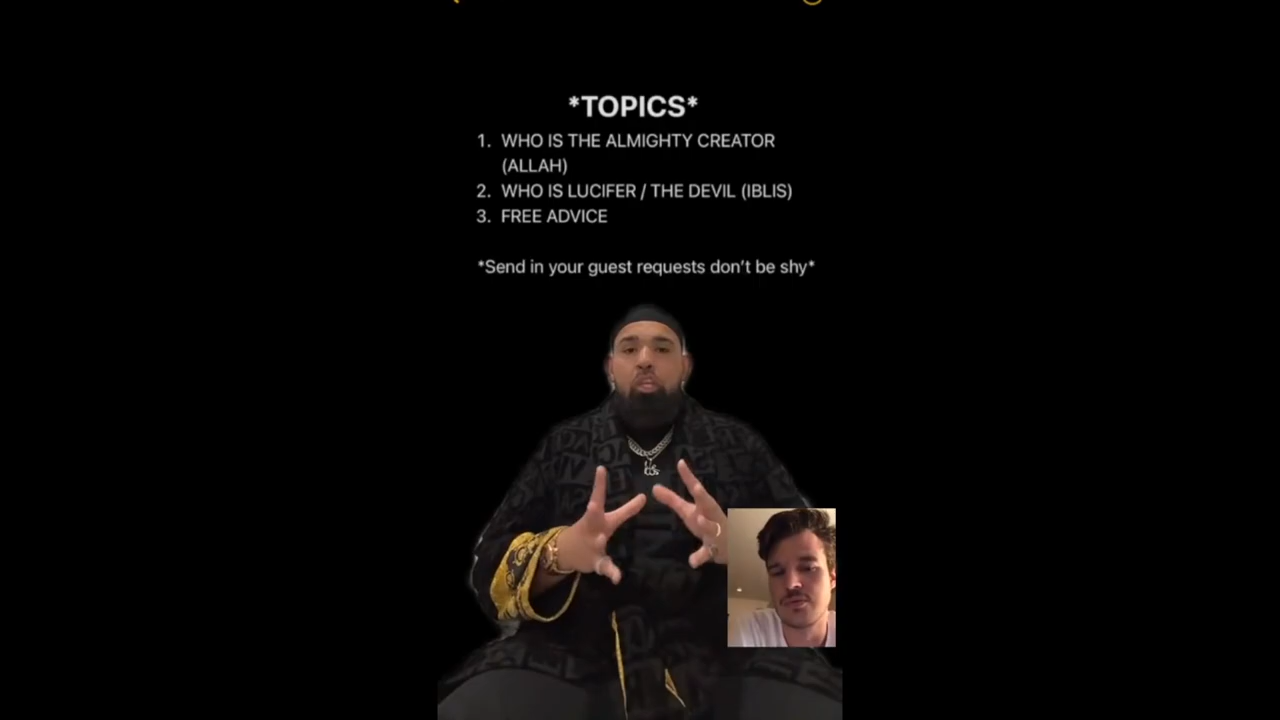 *TOPICS*
1. WHO IS THE ALMIGHTY CREATOR
(ALLAH)
2. WHO IS LUCIFER / THE DEVIL (IBLIS)
3. FREE ADVICE
*Send in your guest requests don't be shy*